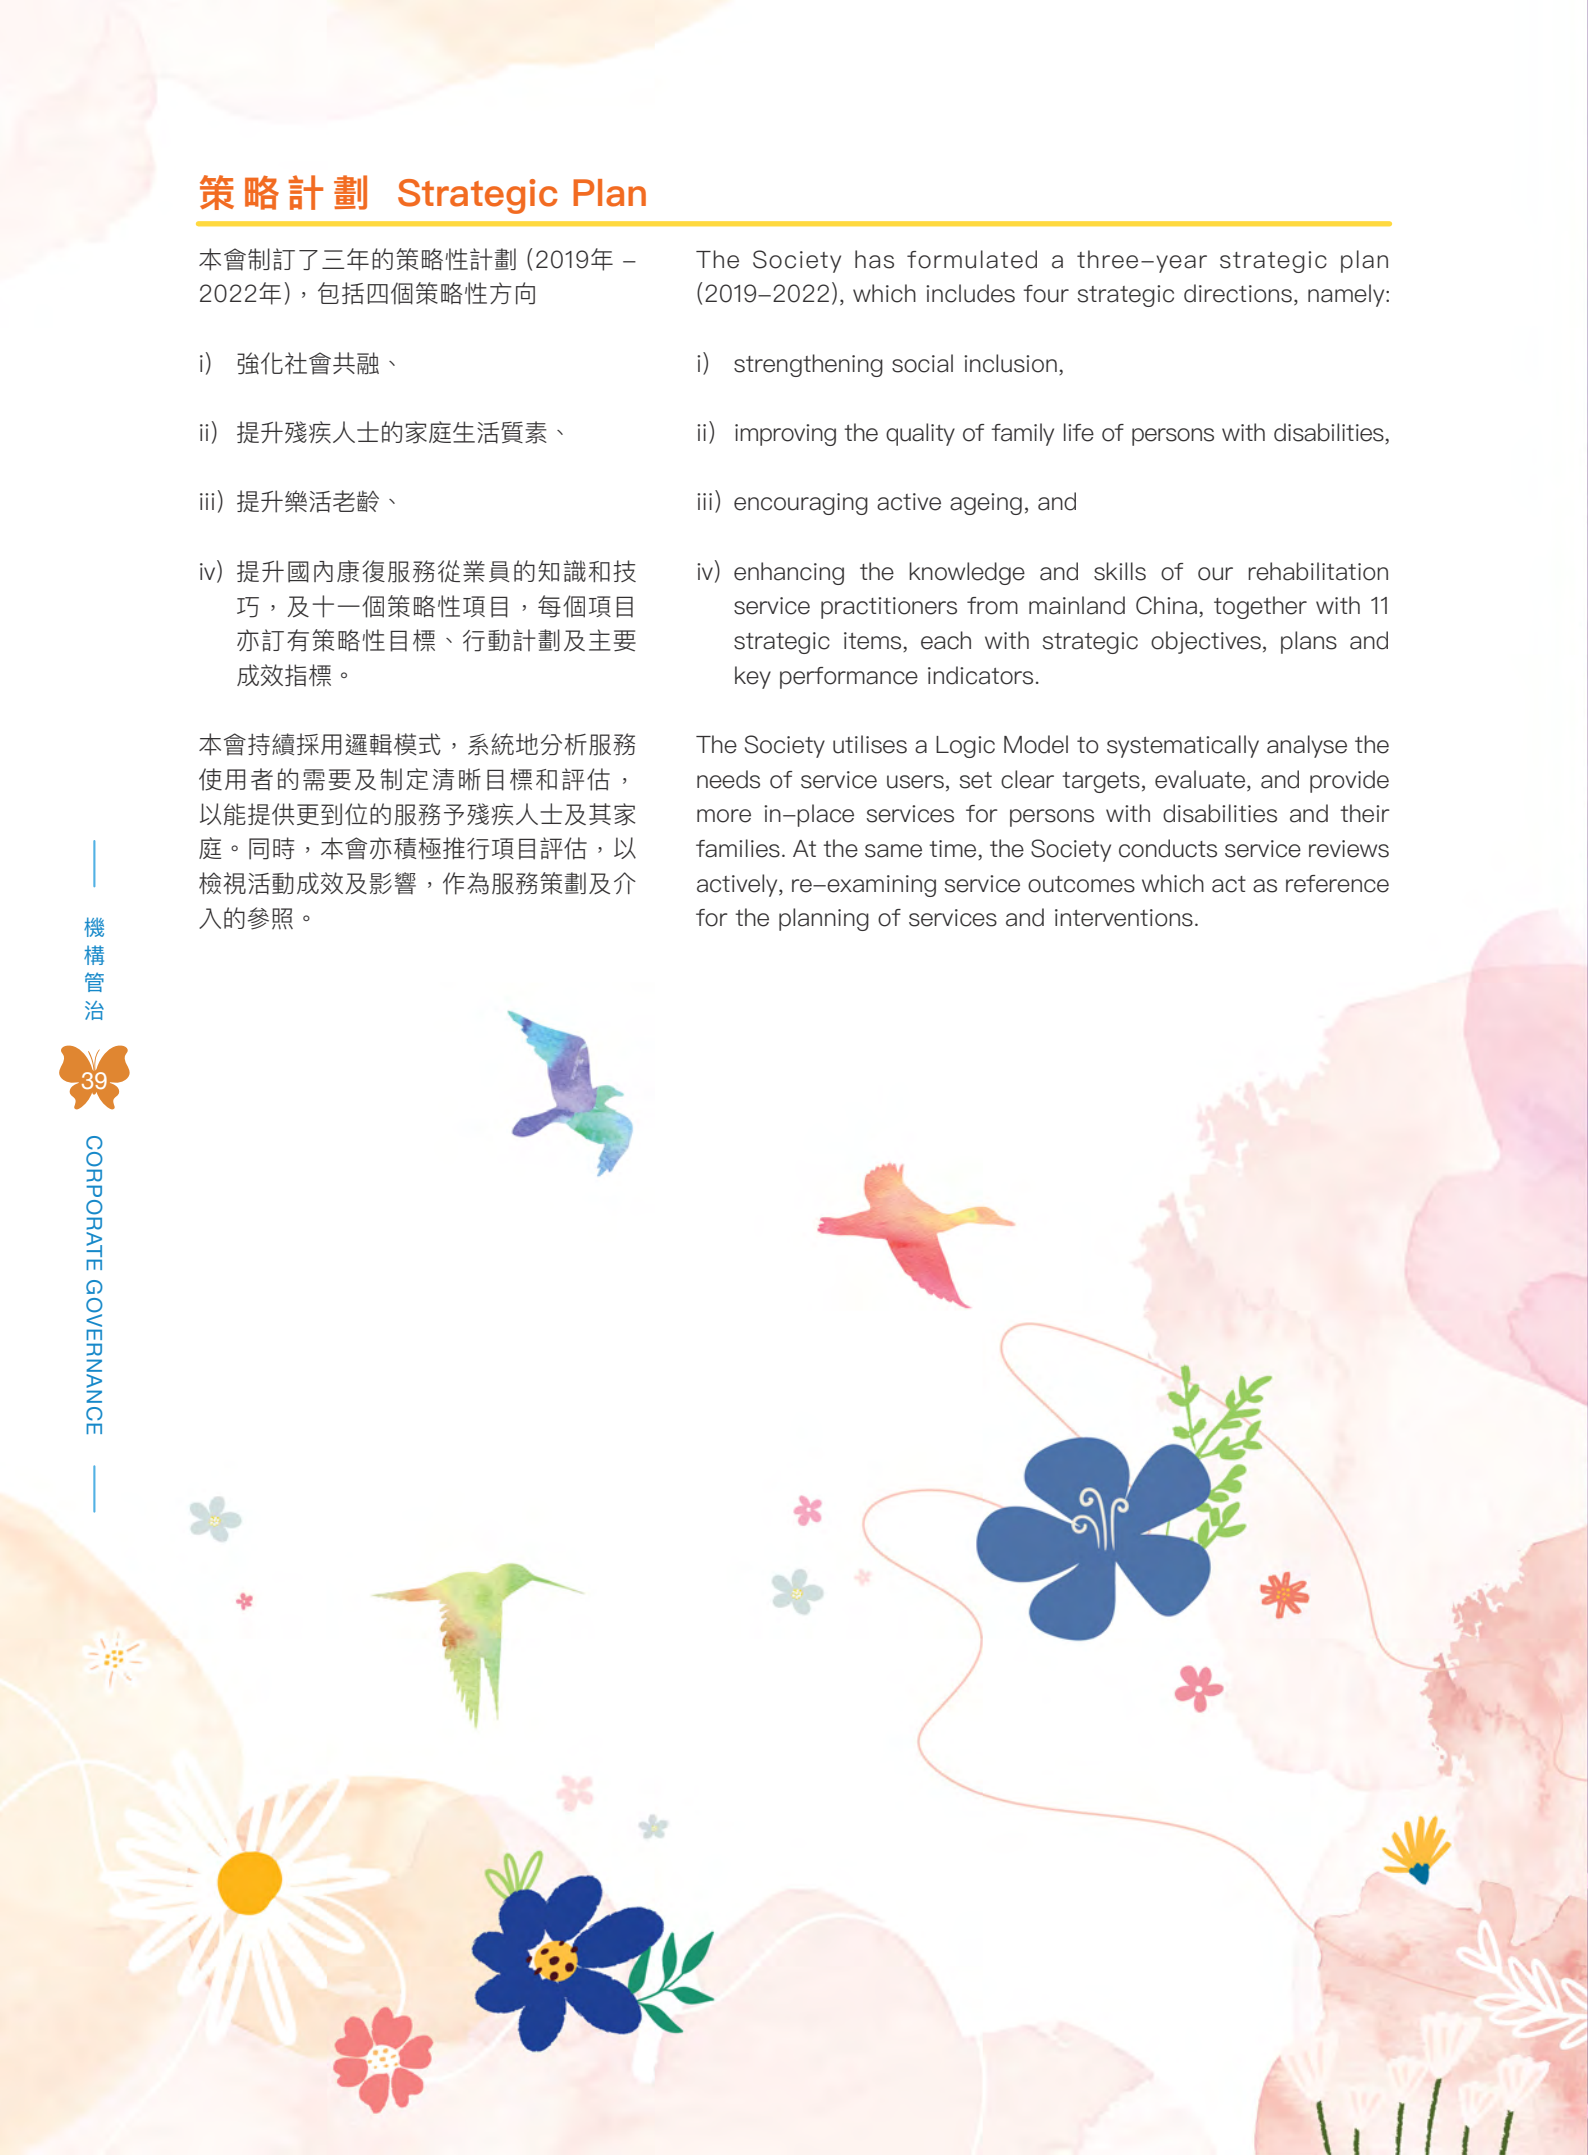 策略計劃 Strategic Plan
本會制訂了三年的策略性計劃（2019年 –
2022年），包括四個策略性方向
i) 強化社會共融、
ii) 提升殘疾人士的家庭生活質素、
iii) 提升樂活老齡、
iv) 提升國內康復服務從業員的知識和技
巧，及十一個策略性項目，每個項目
亦訂有策略性目標、行動計劃及主要
成效指標。
本會持續採用邏輯模式，系統地分析服務
使用者的需要及制定清晰目標和評估，
以能提供更到位的服務予殘疾人士及其家
庭。同時，本會亦積極推行項目評估，以
檢視活動成效及影響，作為服務策劃及介
入的參照。
The Society has formulated a three–year strategic plan
(2019–2022), which includes four strategic directions, namely:
i) strengthening social inclusion,
ii) improving the quality of family life of persons with disabilities,
iii) encouraging active ageing, and
iv) enhancing the knowledge and skills of our rehabilitation
service practitioners from mainland China, together with 11
strategic items, each with strategic objectives, plans and
key performance indicators.
The Society utilises a Logic Model to systematically analyse the
needs of service users, set clear targets, evaluate, and provide
more in–place services for persons with disabilities and their
families. At the same time, the Society conducts service reviews
actively, re–examining service outcomes which act as reference
for the planning of services and interventions.
機構管治
39
CORPORATE GOVERNANCE